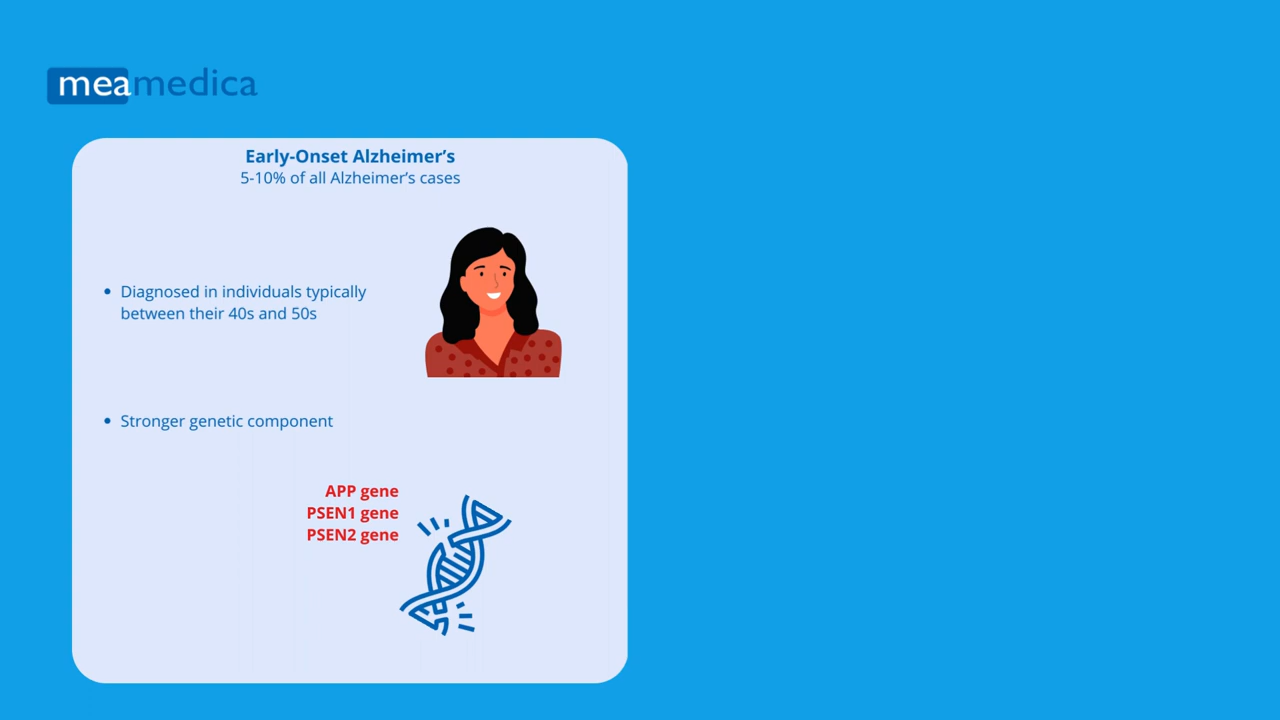 meamedica
Early-Onset Alzheimer’s
5-10% of all Alzheimer’s cases
• Diagnosed in individuals typically
between their 40s and 50s
• Stronger genetic component
APP gene
PSEN1 gene
PSEN2 gene